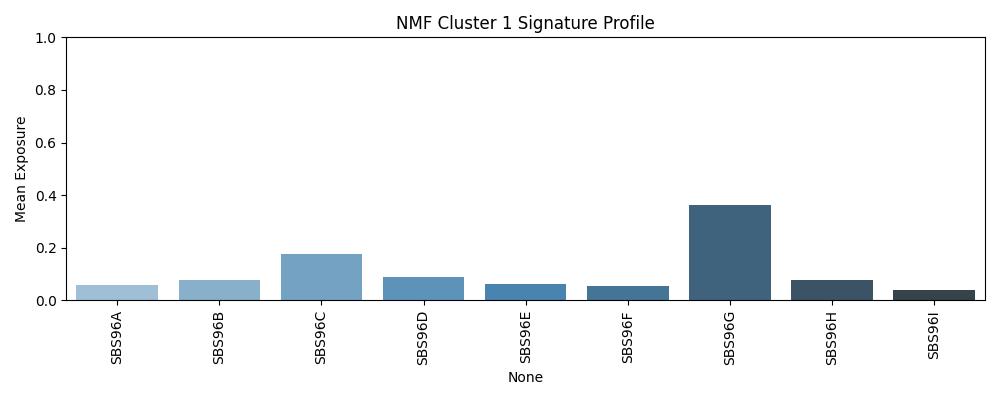 NMF Cluster 1 Signature Profile
1.0
0.8
0.6
0.4
0.2
0.0
Mean Exposure
SBS96A
SBS96B
SBS96C
SBS96D
SBS96E
SBS96F
SBS96G
SBS96H
SBS96I
None